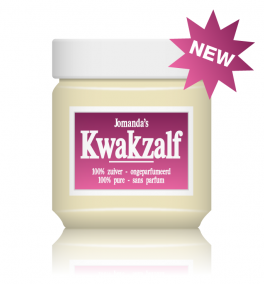 NEW
Jomanda's
Kwakzalf
100% zuiver - ongeparfumeerd
100% pure - sans parfum